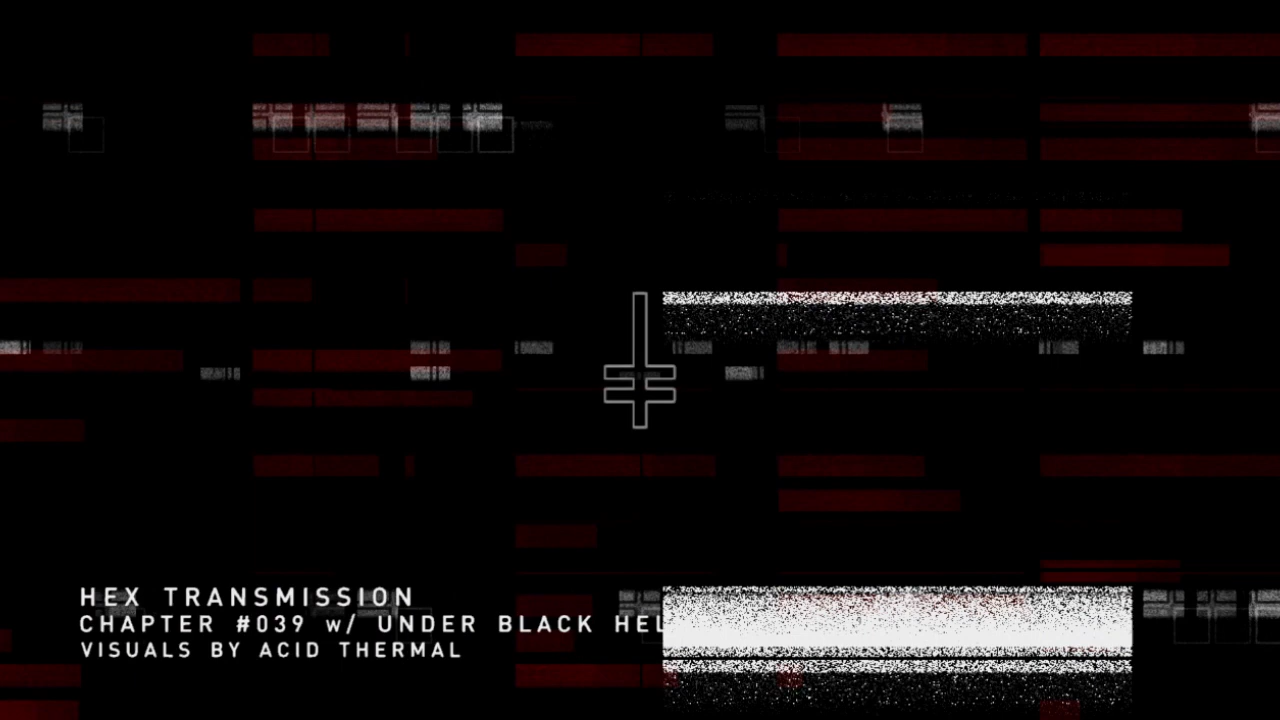 HEX TRANSMISSION
CHAPTER #039 w/ UNDER BLACK
VISUALS BY ACID THERMAL